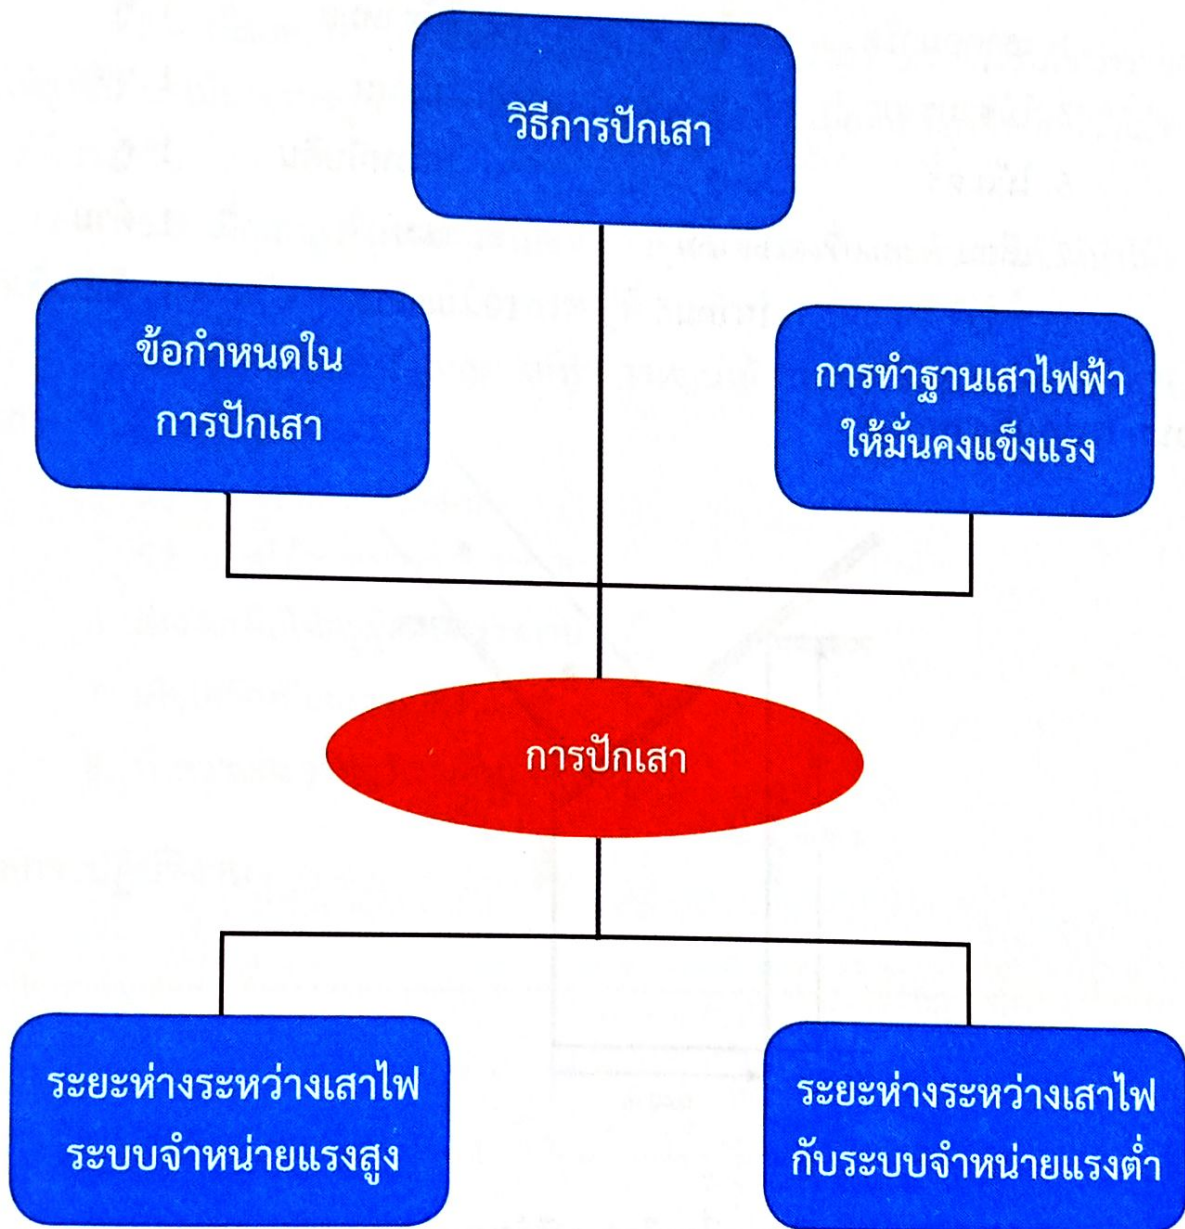 วิธีการปักเสา
ข้อกำหนดใน
การปักเสา
การทำฐานเสาไฟฟ้า
ให้มั่นคงแข็งแรง
การปักเสา
ระยะห่างระหว่างเสาไฟ
ระบบจำหน่ายแรงสูง
ระยะห่างระหว่างเสาไฟ
กับระบบจำหน่ายแรงต่ำ